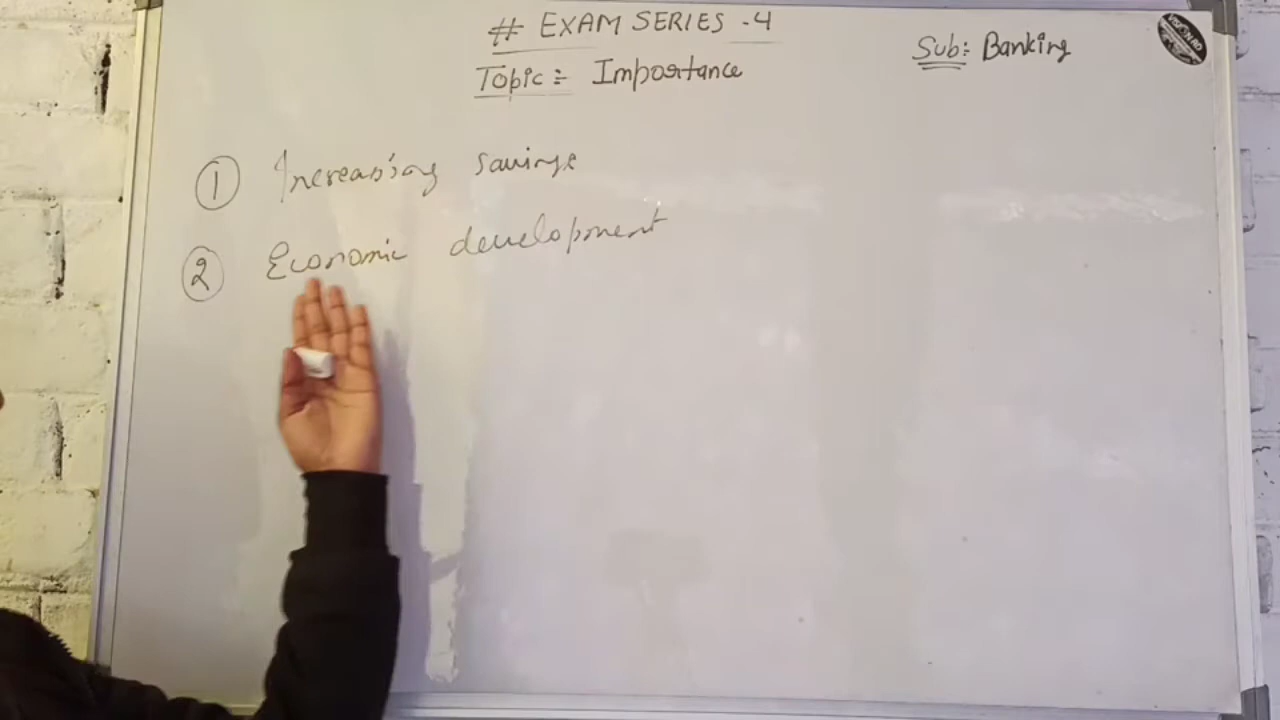 # EXAM SERIES - 4
Sub:- Banking
Topic :- Importance
① Increasing savings
② Economic development